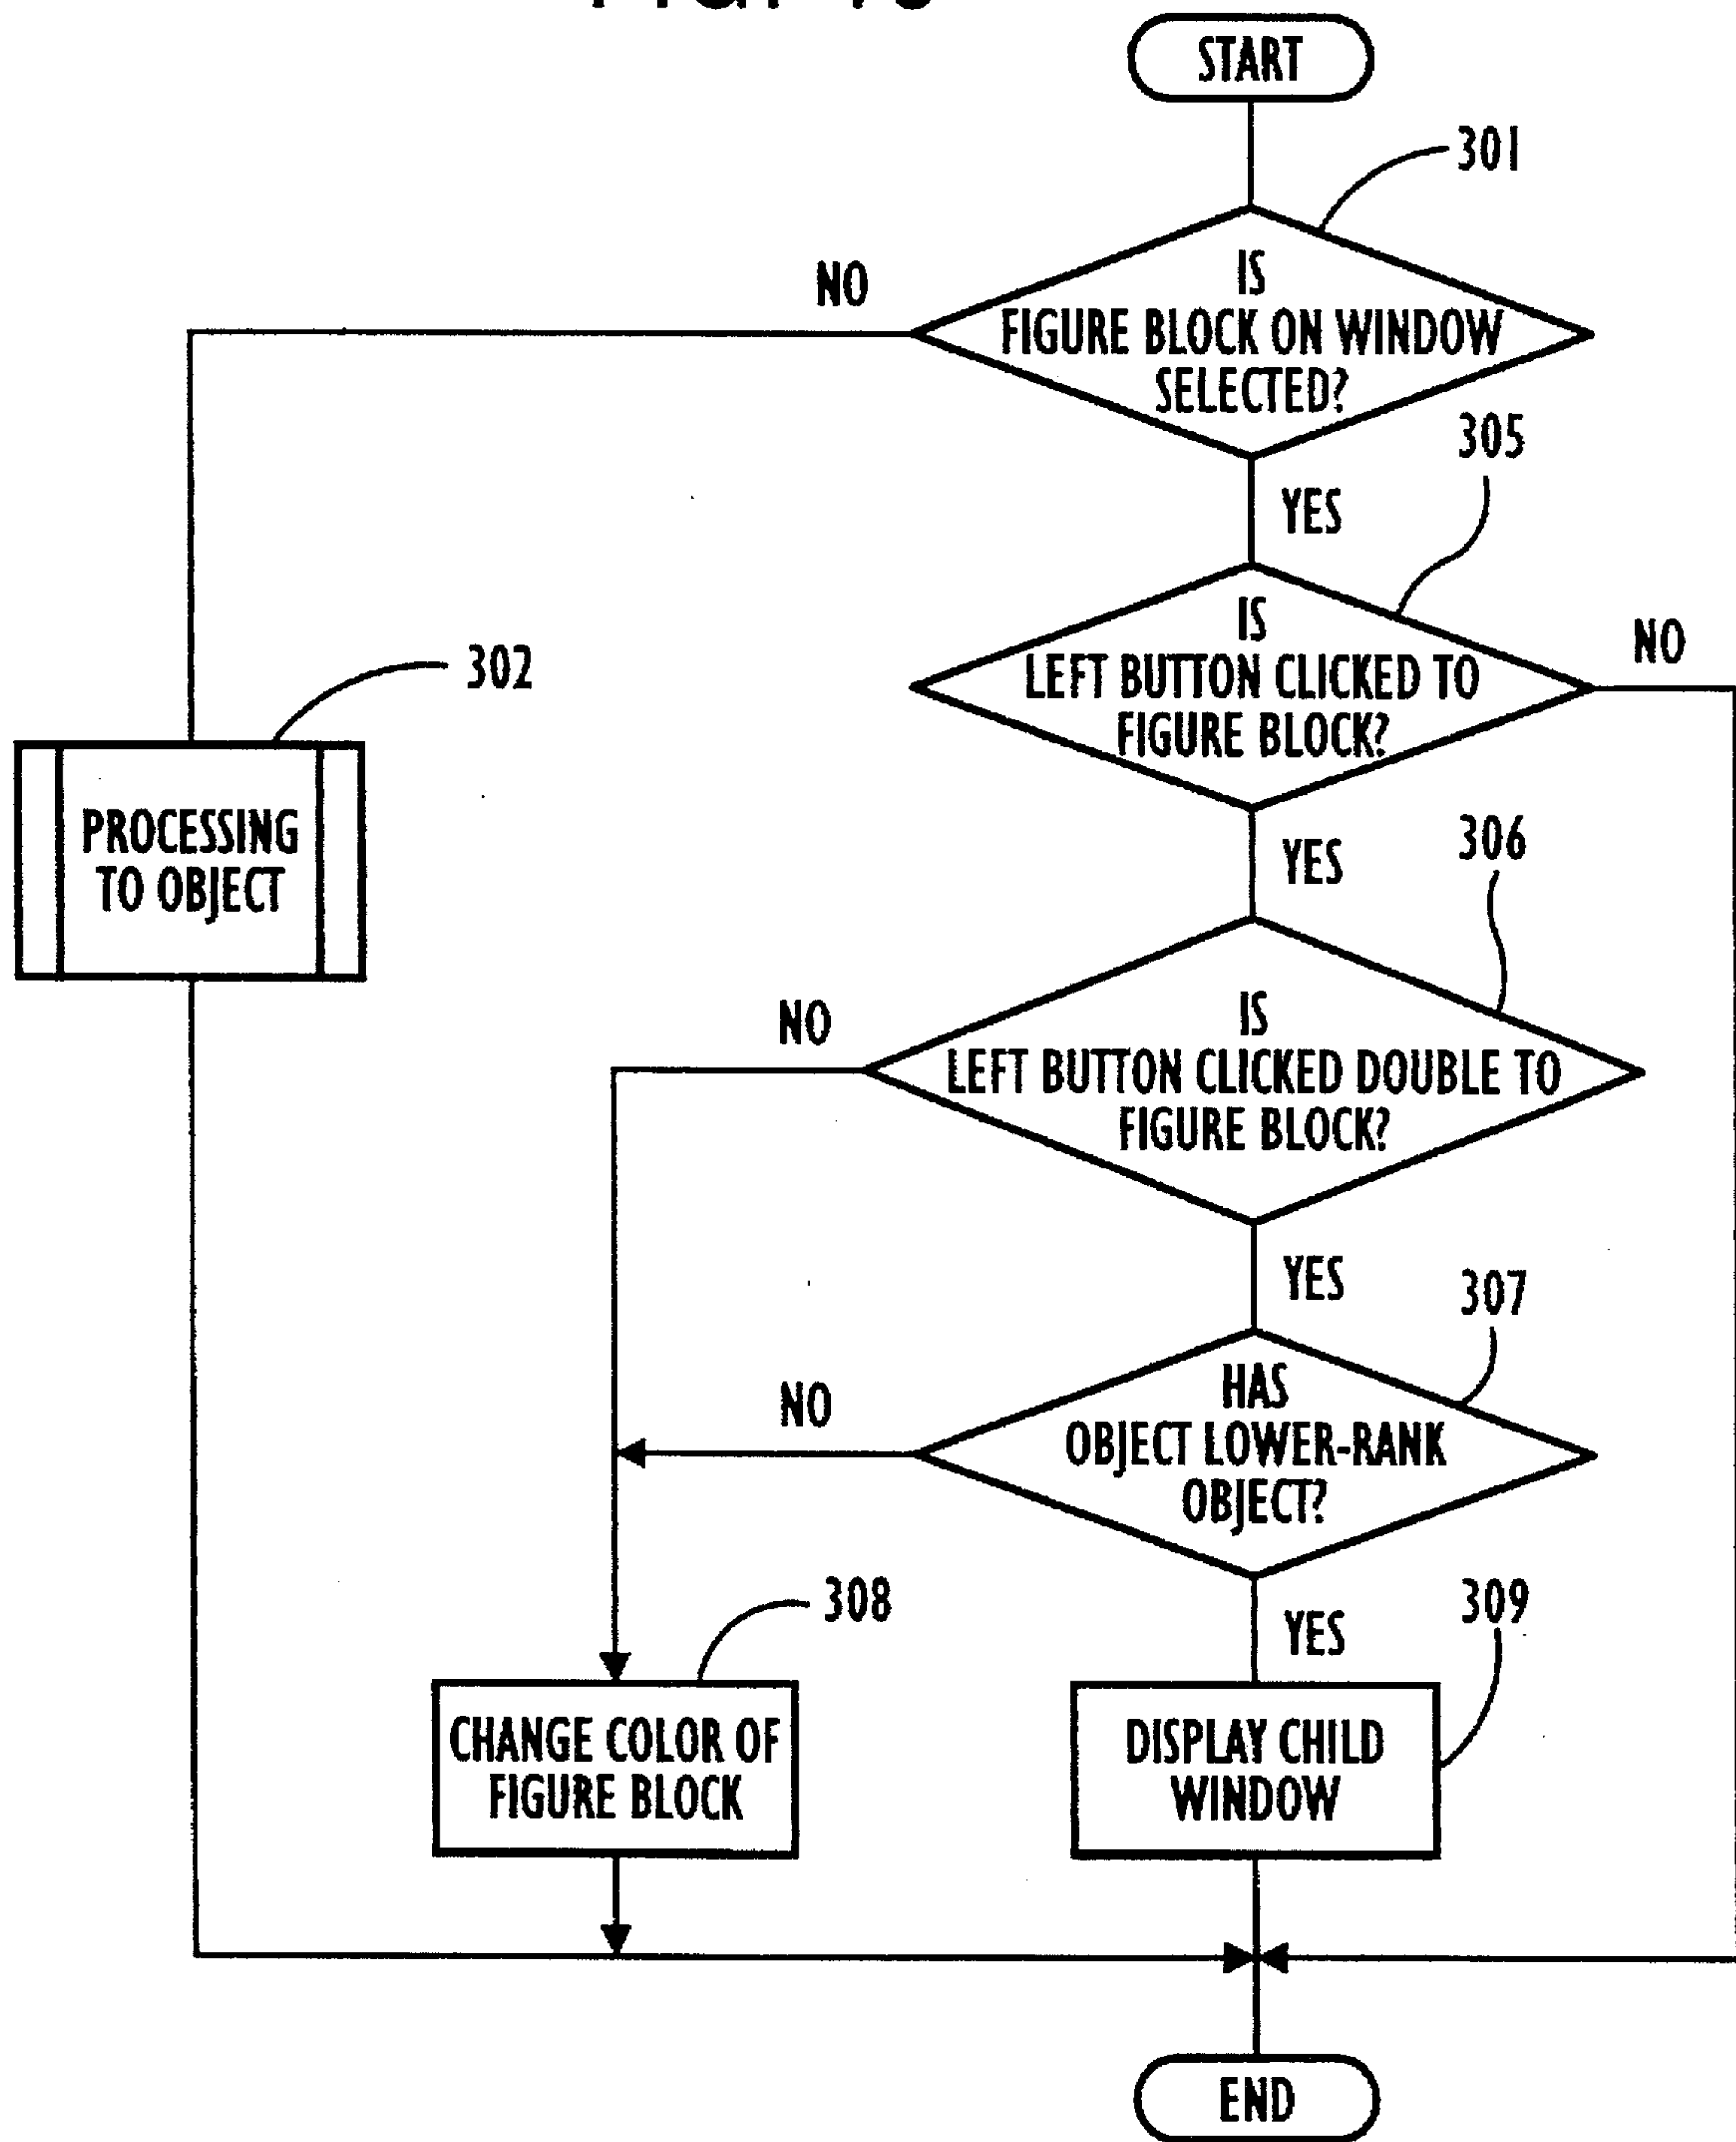 START
301
IS
FIGURE BLOCK ON WINDOW
SELECTED?
NO
YES
305
IS
LEFT BUTTON CLICKED TO
FIGURE BLOCK?
NO
YES
302
PROCESSING
TO OBJECT
306
IS
LEFT BUTTON CLICKED DOUBLE TO
FIGURE BLOCK?
NO
YES
307
HAS
OBJECT LOWER-RANK
OBJECT?
NO
YES
308
CHANGE COLOR OF
FIGURE BLOCK
309
DISPLAY CHILD
WINDOW
END